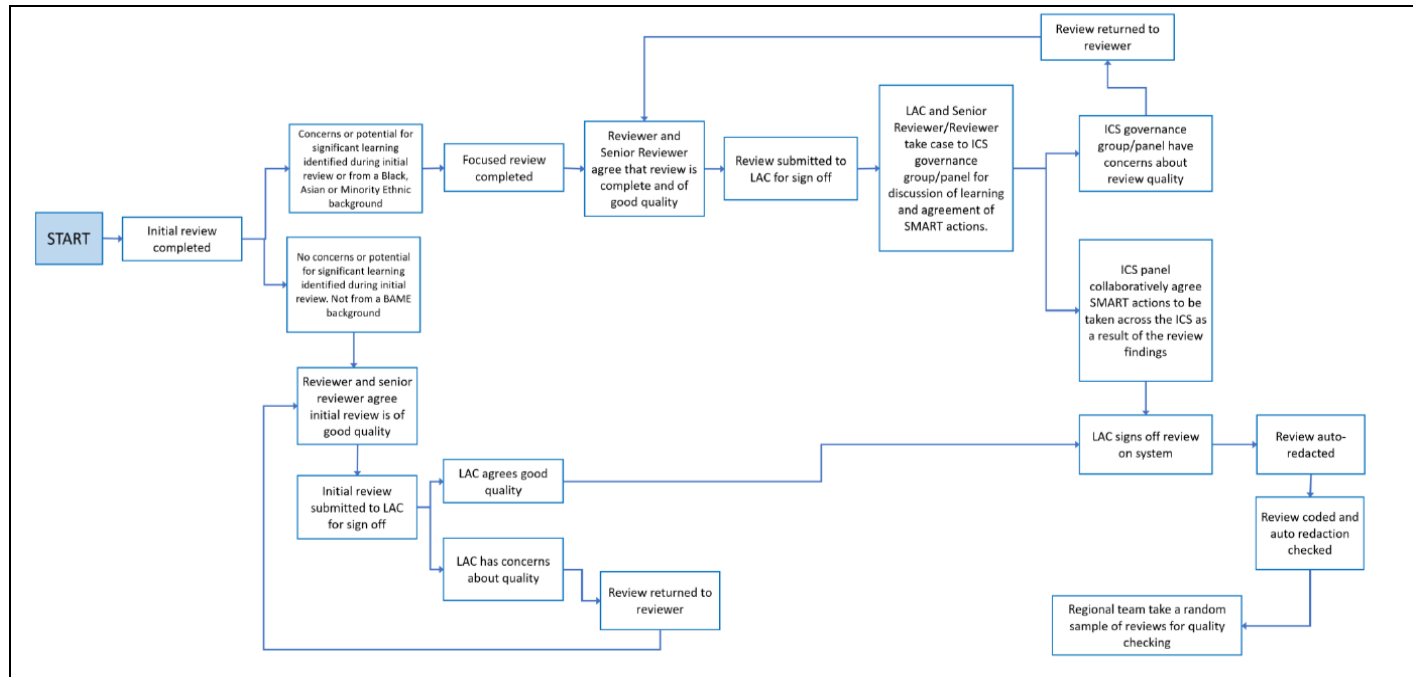 START
Initial review
completed
Concerns or potential for
significant learning
identified during initial
review or from a Black,
Asian or Minority Ethnic
background
Focused review
completed
Reviewer and
Senior Reviewer
agree that review is
complete and of
good quality
Review submitted to
LAC for sign off
LAC and Senior
Reviewer/Reviewer
take case to ICS
governance
group/panel for
discussion of learning
and agreement of
SMART actions.
Review returned to
reviewer
ICS governance
group/panel have
concerns about
review quality
ICS panel
collaboratively agree
SMART actions to be
taken across the ICS as
a result of the review
findings
No concerns or potential
for significant learning
identified during initial
review. Not from a BAME
background
Reviewer and senior
reviewer agree
initial review is of
good quality
Initial review
submitted to LAC
for sign off
LAC agrees good
quality
LAC has concerns
about quality
Review returned to
reviewer
LAC signs off review
on system
Review auto-
redacted
Review coded and
auto redaction
checked
Regional team take a random
sample of reviews for quality
checking